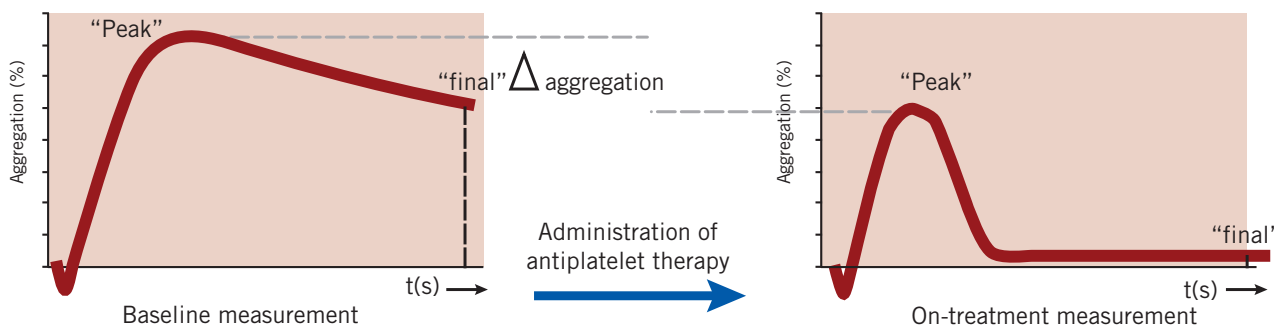 “Peak”
Aggregation (%)
“final” Δ aggregation
t(s)
Baseline measurement
Administration of
antiplatelet therapy
“Peak”
Aggregation (%)
“final”
t(s)
On-treatment measurement